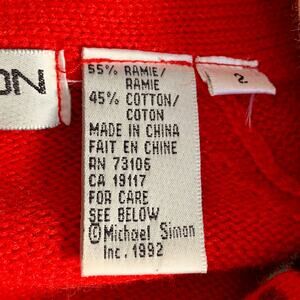 ON
55% RAMIE/
RAMIE
45% COTTON/
COTON
MADE IN CHINA
FAIT EN CHINE
RN 73106
CA 19117
FOR CARE
SEE BELOW
©Michael Simon
Inc. 1992
S